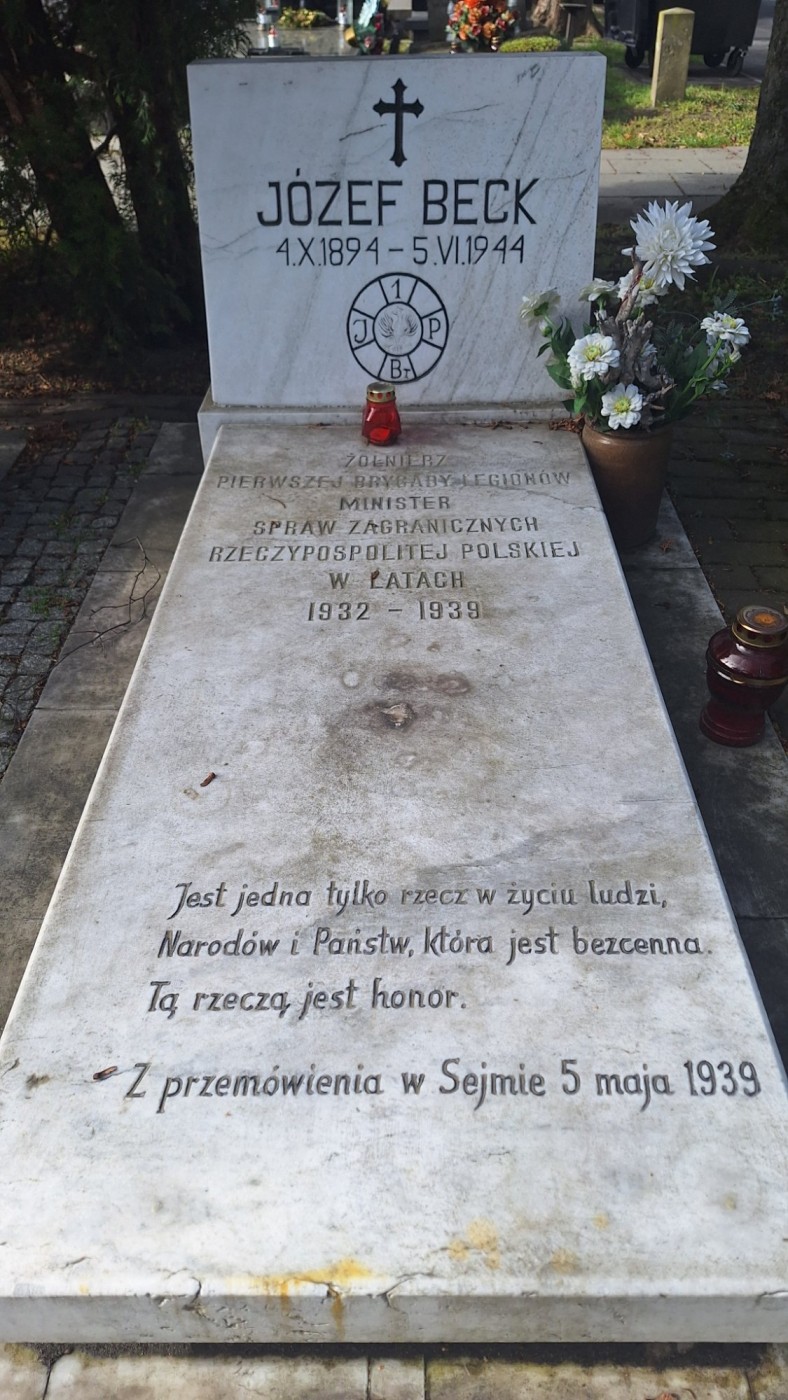 JÓZEF BECK
4.X.1894 – 5.VI.1944
1
J P
Br
ŻOŁNIERZ
PIERWSZEJ BRYGADY LEGIONÓW
MINISTER
SPRAW ZAGRANICZNYCH
RZECZYPOSPOLITEJ POLSKIEJ
W LATACH
1932 – 1939
Jest jedna tylko rzecz w życiu ludzi,
Narodów i Państw, która jest bezcenna.
Tą rzeczą jest honor.
Z przemówienia w Sejmie 5 maja 1939